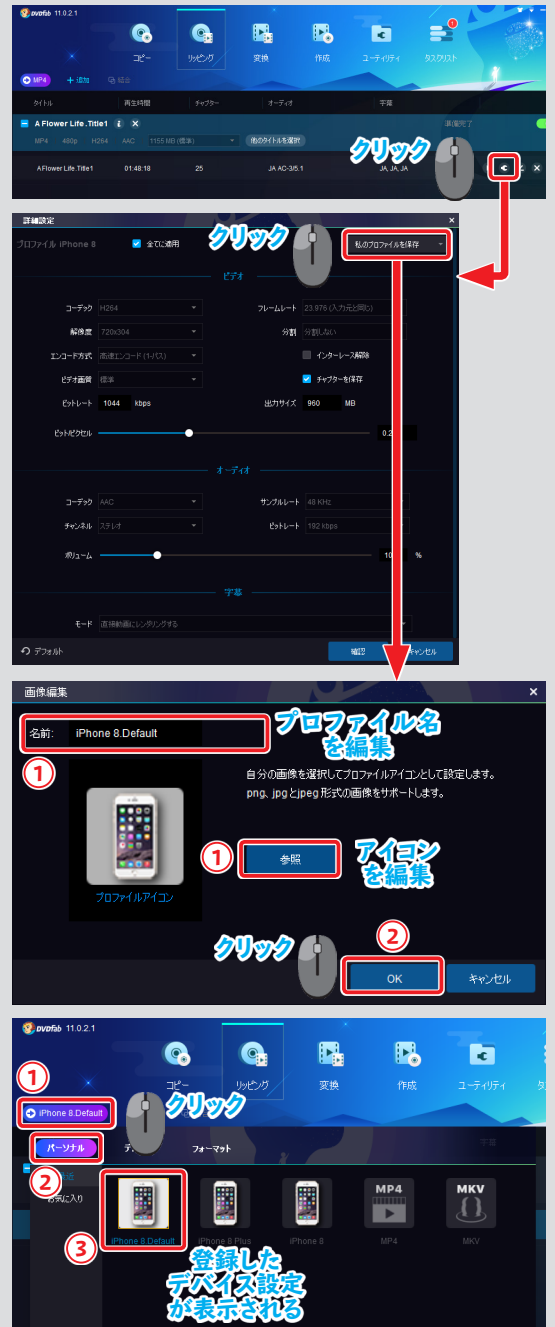 DVDFab 11.0.2.1
コピー リッピング 変換 作成 ユーティリティ タスクリスト
MP4 + 追加 結合
タイトル 再生時間 チャプター オーディオ 字幕
A Flower Life .Title1 準備完了
MP4 480p H264 AAC 1155 MB (標準) 他のタイトルを選択
クリック
A Flower Life.Title1 01:48:18 25 JA AC-3/5.1 JA, JA, JA
詳細設定
プロファイル iPhone 8 全てに適用 クリック 私のプロファイルを保存
ビデオ
コーデック H264 フレームレート 23.976 (入力元と同じ)
解像度 720x304 分割 分割しない
エンコード方式 高速エンコード (1-パス) インターレース解除
ビデオ画質 標準 チャプターを保存
ビットレート 1044 kbps 出力サイズ 960 MB
ビット/ピクセル 0.2
オーディオ
コーデック AAC サンプルレート 48 KHz
チャンネル ステレオ ビットレート 192 kbps
ボリューム 10 %
字幕
モード 直接動画にレンダリングする
デフォルト 確認 キャンセル
画像編集
名前: iPhone 8.Default
プロファイル名
を編集
①
自分の画像を選択してプロファイルアイコンとして設定します。
png、jpgとjpeg形式の画像をサポートします。
① 参照
アイコン
を編集
プロファイルアイコン
クリック
②
OK キャンセル
DVDFab 11.0.2.1
コピー リッピング 変換 作成 ユーティリティ
①
iPhone 8.Default クリック
パーソナル フォーマット 字幕
②
お気に入り
MP4 MKV
③
iPhone 8.Default iPhone 8 Plus iPhone 8 MP4 MKV
登録した
デバイス設定
が表示される